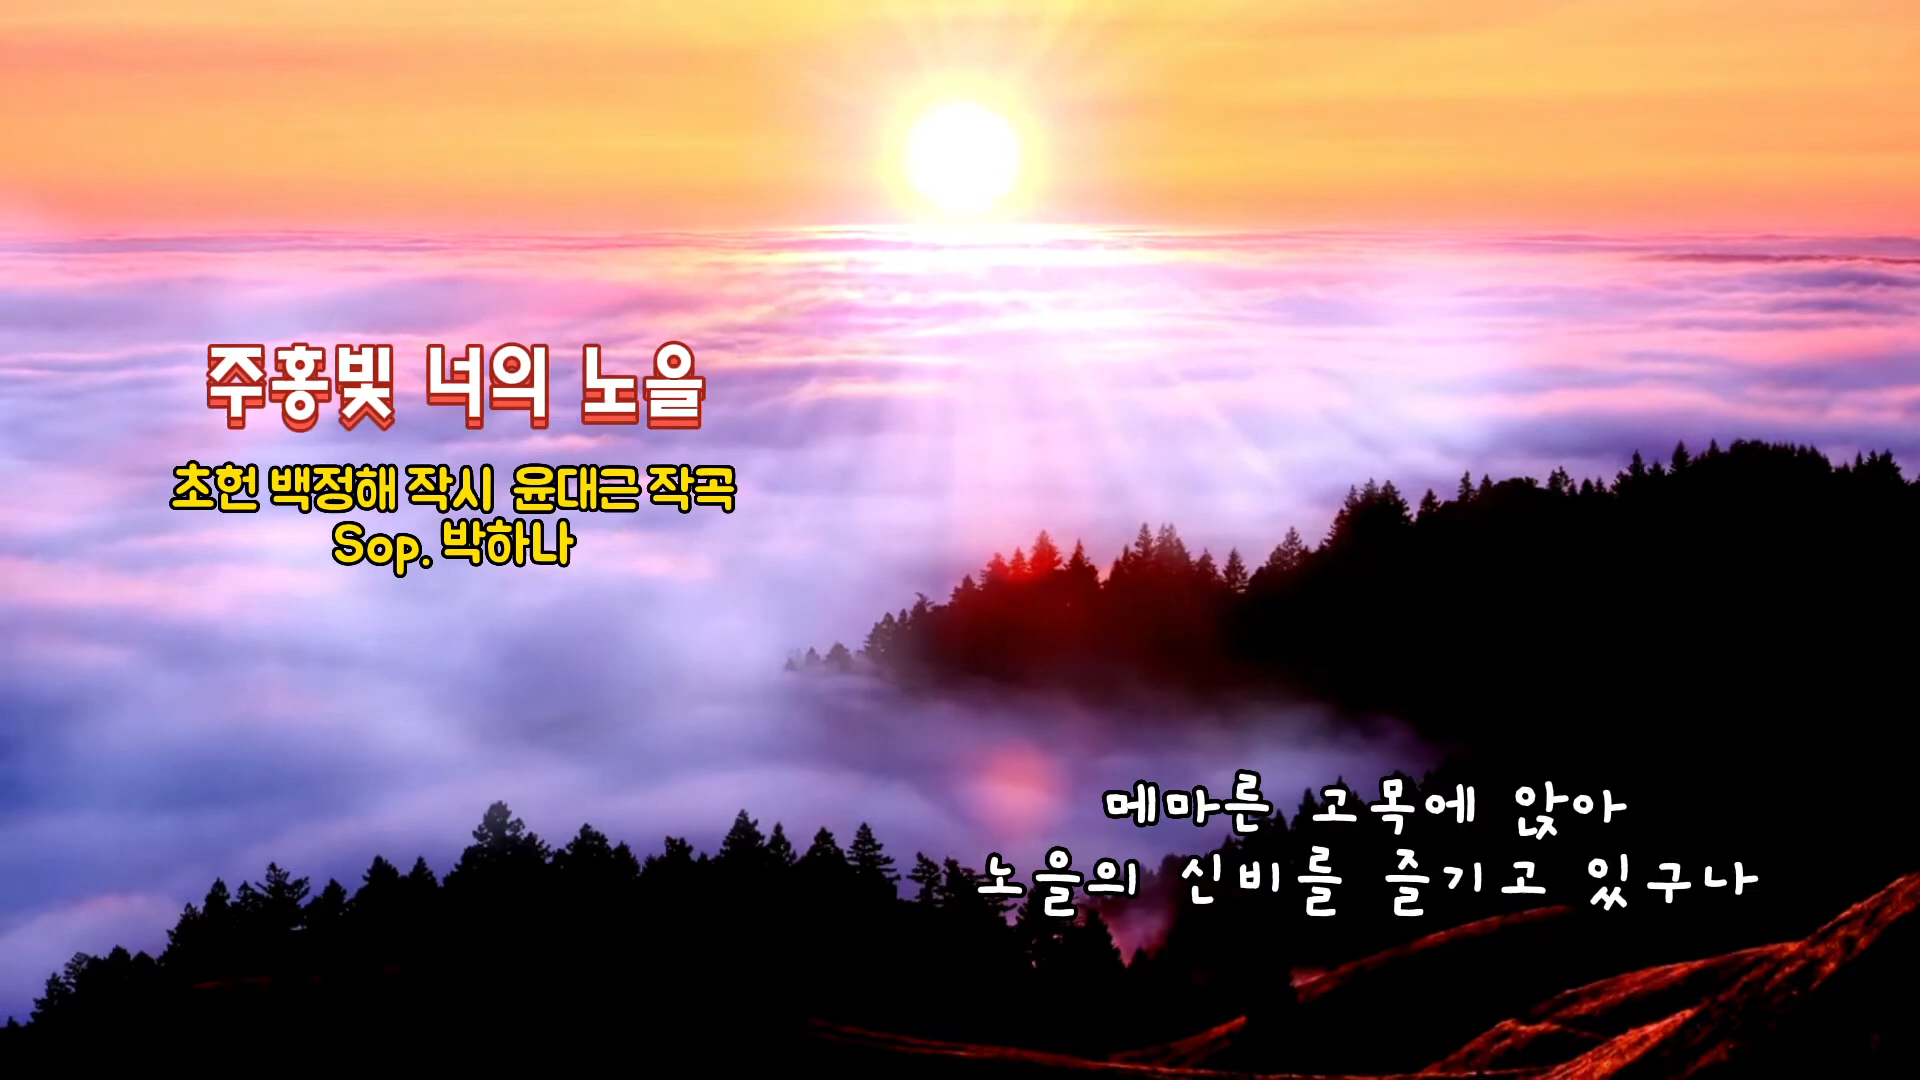 주홍빛 너의 노을
초헌 백정해 작시 윤대근 작곡
Sop. 박하나
메마른 고목에 앉아
노을의 신비를 즐기고 있구나